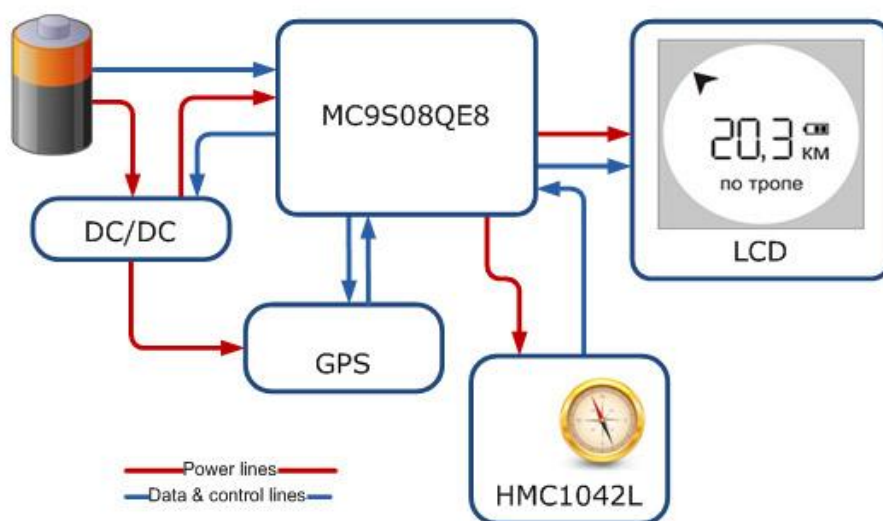 MC9S08QE8
20,3 км
по тропе
DC/DC
LCD
GPS
HMC1042L
Power lines
Data & control lines